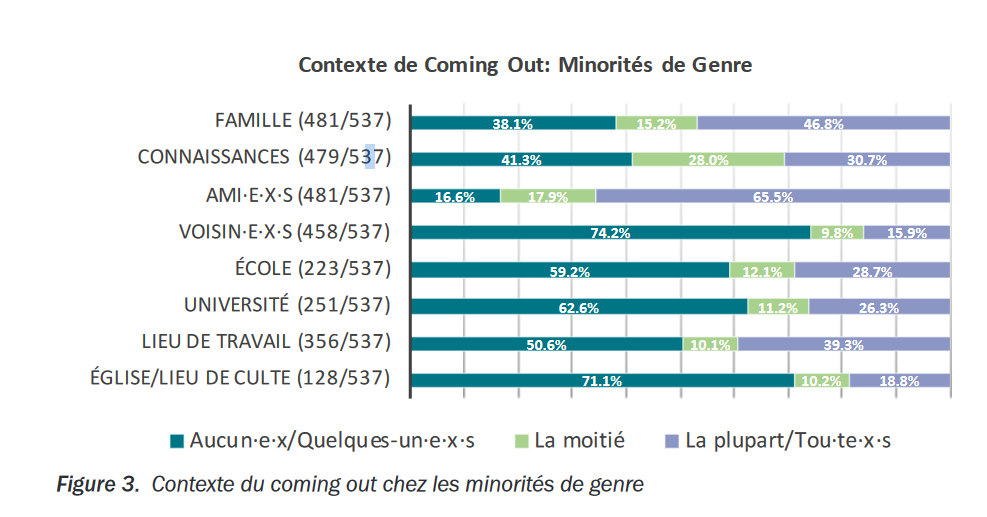 Contexte de Coming Out: Minorités de Genre
FAMILLE (481/537) 38.1% 15.2% 46.8%
CONNAISSANCES (479/537) 41.3% 28.0% 30.7%
AMI·E·X·S (481/537) 16.6% 17.9% 65.5%
VOISIN·E·X·S (458/537) 74.2% 9.8% 15.9%
ÉCOLE (223/537) 59.2% 12.1% 28.7%
UNIVERSITÉ (251/537) 62.6% 11.2% 26.3%
LIEU DE TRAVAIL (356/537) 50.6% 10.1% 39.3%
ÉGLISE/LIEU DE CULTE (128/537) 71.1% 10.2% 18.8%
Aucun·e·x/Quelques-un·e·x·s La moitié La plupart/Tou·te·x·s
Figure 3. Contexte du coming out chez les minorités de genre